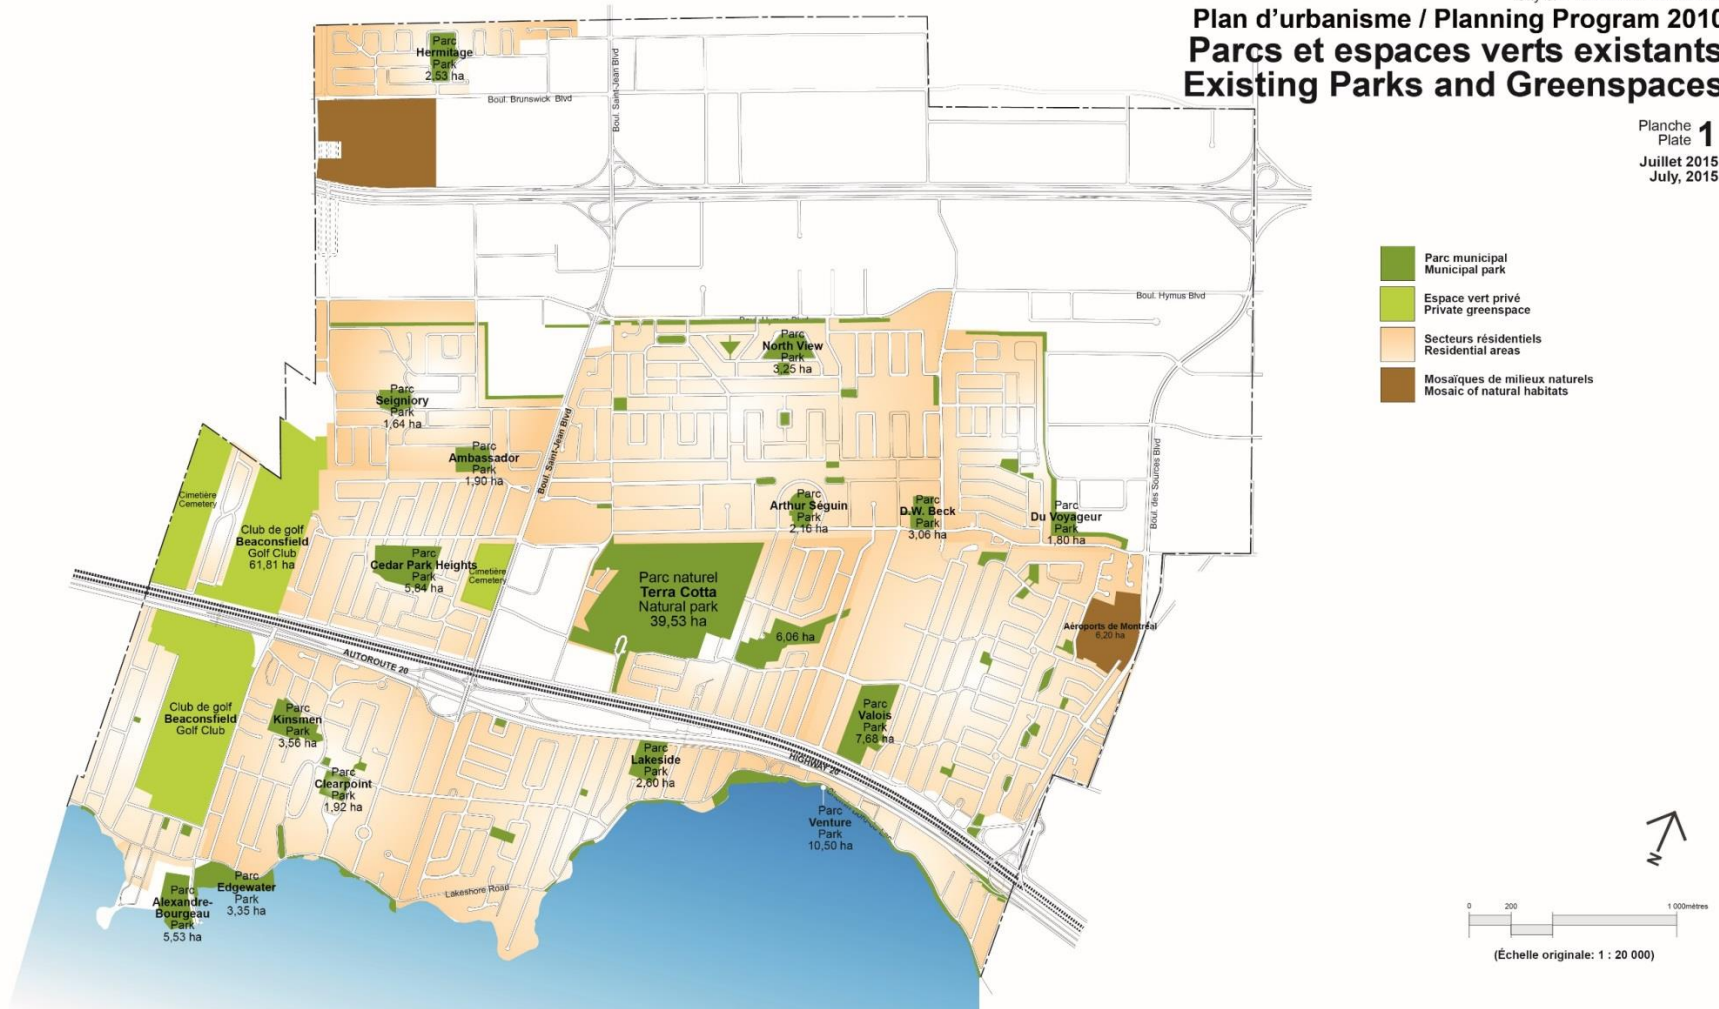 Plan d'urbanisme / Planning Program 2010
Parcs et espaces verts existants
Existing Parks and Greenspaces
Planche
Plate 1
Juillet 2015
July, 2015
Parc municipal
Municipal park
Espace vert privé
Private greenspace
Secteurs résidentiels
Residential areas
Mosaïques de milieux naturels
Mosaic of natural habitats
Parc
Hermitage
Park
2,53 ha
Boul. Brunswick Blvd
Boul. Saint-Jean Blvd
Boul. Hymus Blvd
Parc
North View
Park
3,25 ha
Parc
Seigniory
Park
1,64 ha
Parc
Ambassador
Park
1,90 ha
Boul. Saint-Jean Blvd
Boul. des Sources Blvd
Cimetière
Cemetery
Club de golf
Beaconsfield
Golf Club
61,81 ha
Parc
Arthur Séguin
Park
2,16 ha
Parc
D.W. Beck
Park
3,06 ha
Parc
Du Voyageur
Park
1,80 ha
Parc
Cedar Park Heights
Park
5,84 ha
Cimetière
Cemetery
Parc naturel
Terra Cotta
Natural park
39,53 ha
6,06 ha
Aéroports de Montréal
6,20 ha
AUTOROUTE 20
HIGHWAY 20
Club de golf
Beaconsfield
Golf Club
Parc
Kinsmen
Park
3,56 ha
Parc
Valois
Park
7,68 ha
Parc
Lakeside
Park
2,60 ha
Parc
Clearpoint
Park
1,92 ha
Parc
Venture
Park
10,50 ha
Lakeshore Road
Parc
Edgewater
Park
3,35 ha
Parc
Alexandre-
Bourgeau
Park
5,53 ha
N
0 200 1 000mètres
(Échelle originale: 1 : 20 000)